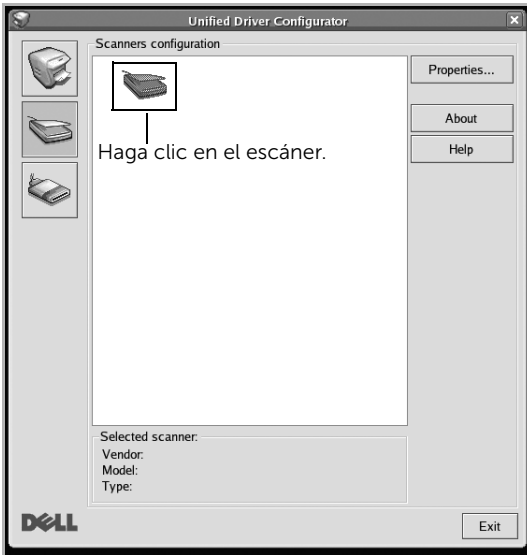 Unified Driver Configurator
Scanners configuration
Properties...
About
Haga clic en el escáner.
Help
Selected scanner:
Vendor:
Model:
Type:
DELL
Exit